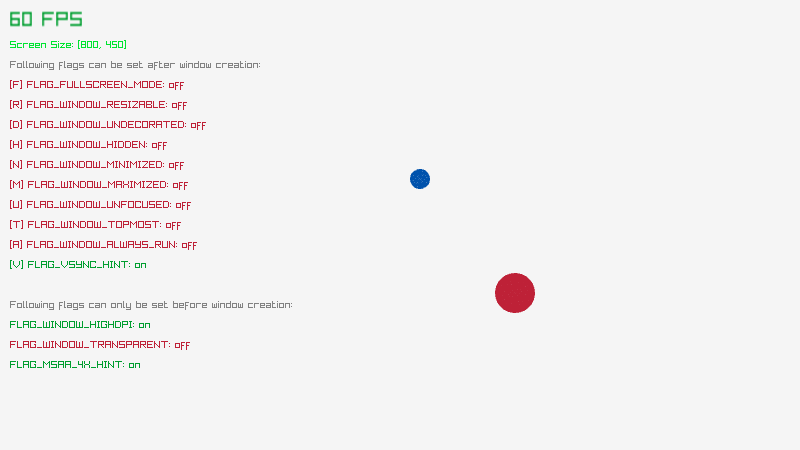 60 FPS
Screen Size: [800, 450]
Following flags can be set after window creation:
[F] FLAG_FULLSCREEN_MODE: off
[R] FLAG_WINDOW_RESIZABLE: off
[D] FLAG_WINDOW_UNDECORATED: off
[H] FLAG_WINDOW_HIDDEN: off
[N] FLAG_WINDOW_MINIMIZED: off
[M] FLAG_WINDOW_MAXIMIZED: off
[U] FLAG_WINDOW_UNFOCUSED: off
[T] FLAG_WINDOW_TOPMOST: off
[A] FLAG_WINDOW_ALWAYS_RUN: off
[V] FLAG_VSYNC_HINT: on
Following flags can only be set before window creation:
FLAG_WINDOW_HIGHDPI: on
FLAG_WINDOW_TRANSPARENT: off
FLAG_MSAA_4X_HINT: on